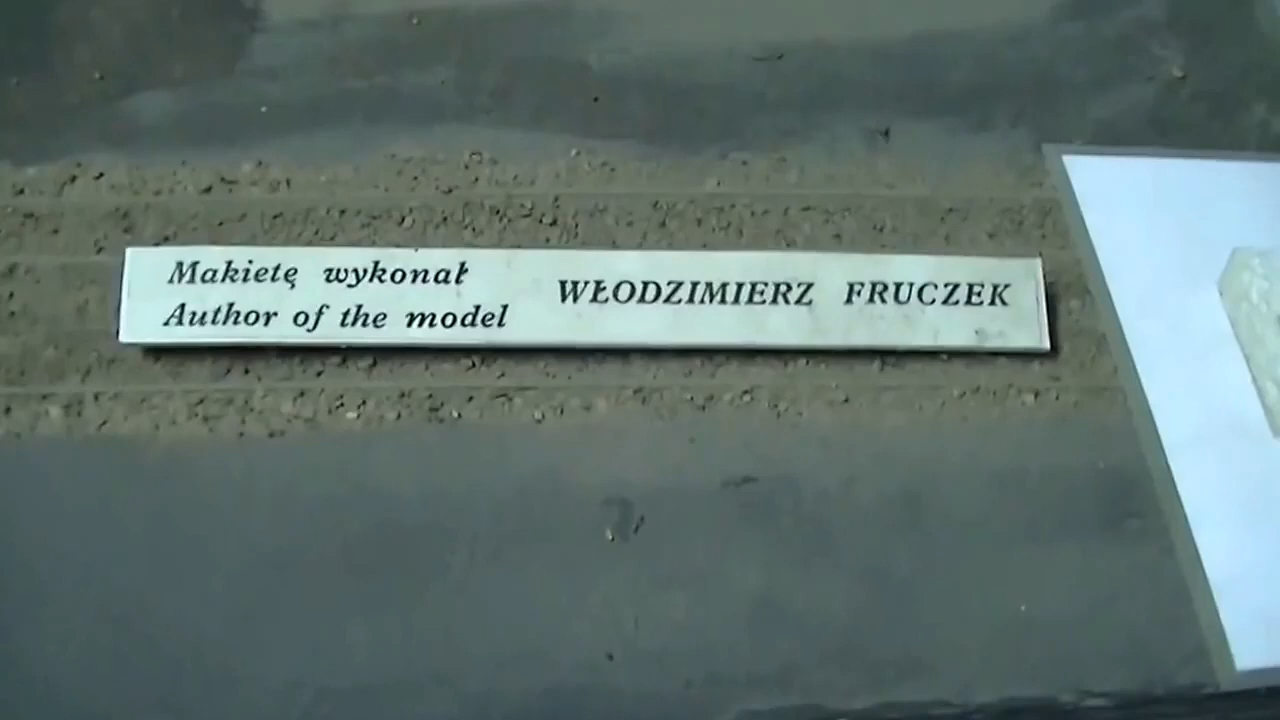 Makietę wykonał
Author of the model
WŁODZIMIERZ FRUCZEK